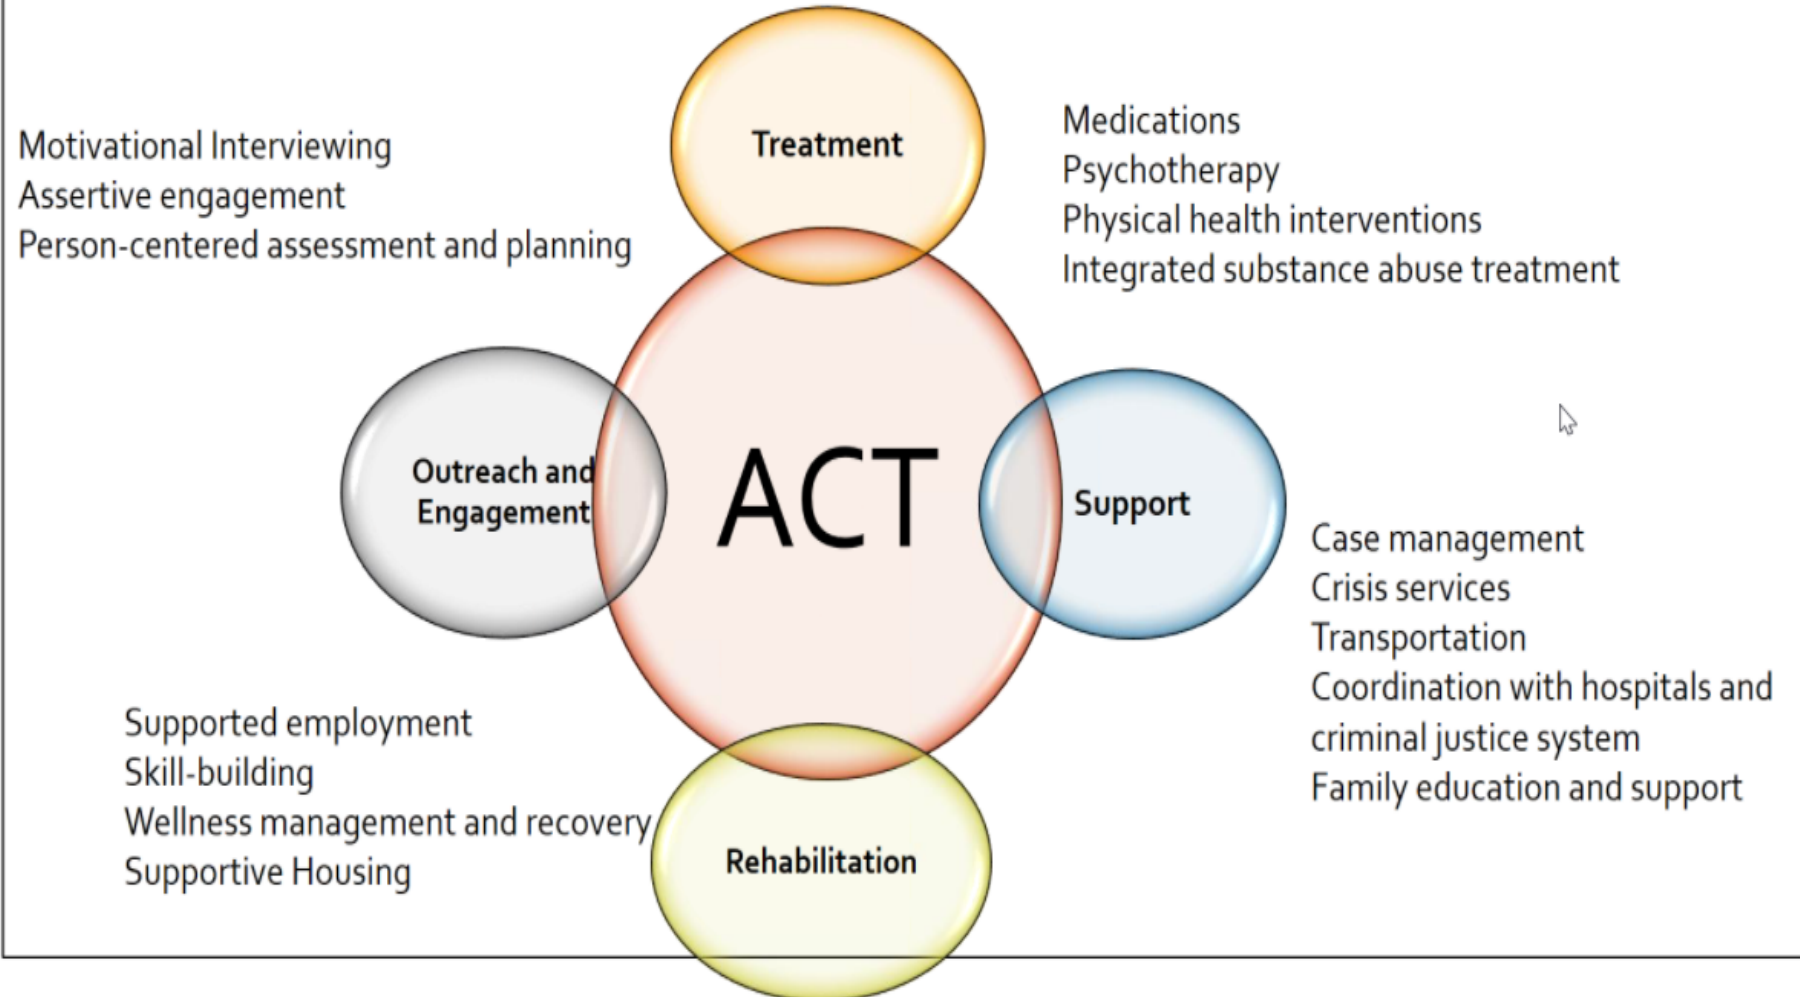 Treatment
Medications
Psychotherapy
Physical health interventions
Integrated substance abuse treatment
Motivational Interviewing
Assertive engagement
Person-centered assessment and planning
Outreach and
Engagement
ACT
Support
Case management
Crisis services
Transportation
Coordination with hospitals and
criminal justice system
Family education and support
Supported employment
Skill-building
Wellness management and recovery
Supportive Housing
Rehabilitation